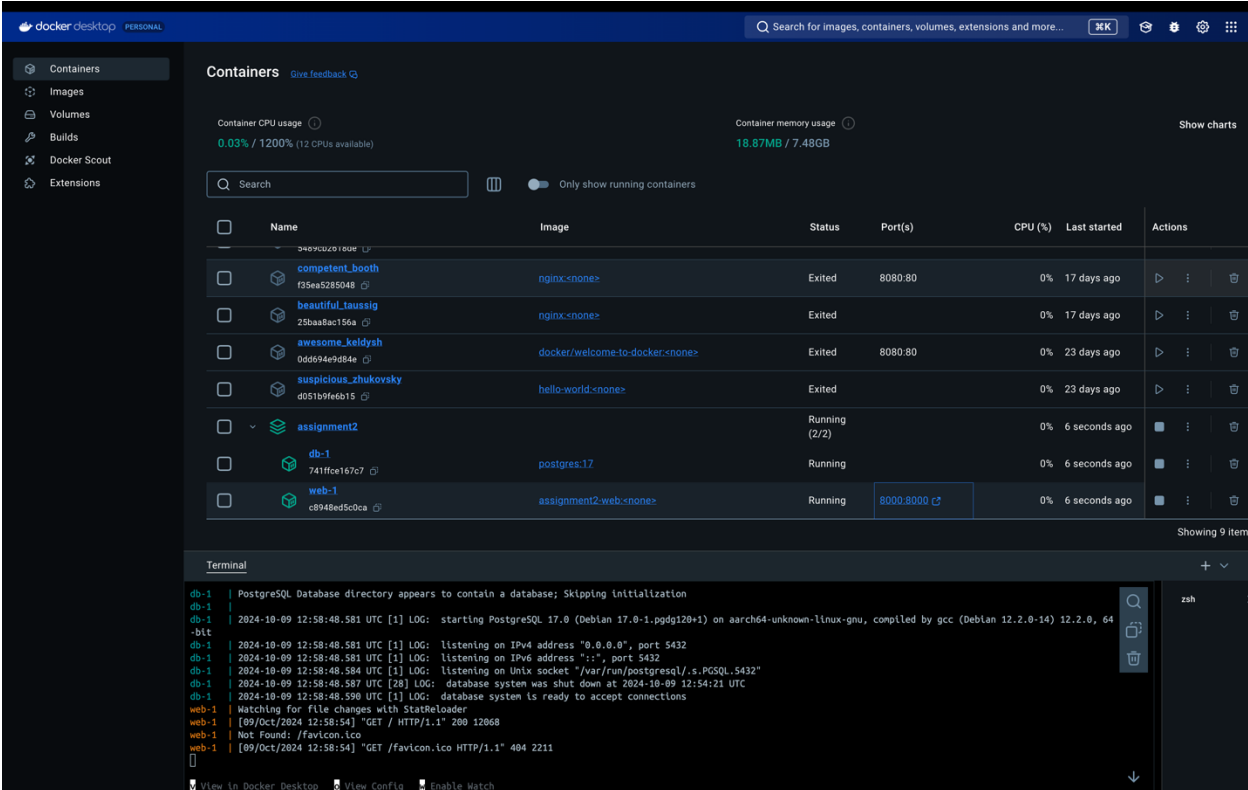 docker desktop PERSONAL
Search for images, containers, volumes, extensions and more... ⌘K
Containers
Images
Volumes
Builds
Docker Scout
Extensions
Containers Give feedback
Container CPU usage
0.03% / 1200% (12 CPUs available)
Container memory usage
18.87MB / 7.48GB
Show charts
Search
Only show running containers
Name Image Status Port(s) CPU (%) Last started Actions
5489cb2618de
competent_booth
f35ea5285048
nginx:<none> Exited 8080:80 0% 17 days ago
beautiful_taussig
25baa8ac156a
nginx:<none> Exited 0% 17 days ago
awesome_keldysh
0dd694e9d84e
docker/welcome-to-docker:<none> Exited 8080:80 0% 23 days ago
suspicious_zhukovsky
d051b9fe6b15
hello-world:<none> Exited 0% 23 days ago
assignment2
Running
(2/2)
0% 6 seconds ago
db-1
741ffce167c7
postgres:17 Running 0% 6 seconds ago
web-1
c8948ed5c0ca
assignment2-web:<none> Running 8000:8000 0% 6 seconds ago
Showing 9 item
Terminal
zsh
db-1 | PostgreSQL Database directory appears to contain a database; Skipping initialization
db-1 |
db-1 | 2024-10-09 12:58:48.581 UTC [1] LOG: starting PostgreSQL 17.0 (Debian 17.0-1.pgdg120+1) on aarch64-unknown-linux-gnu, compiled by gcc (Debian 12.2.0-14) 12.2.0, 64
-bit
db-1 | 2024-10-09 12:58:48.581 UTC [1] LOG: listening on IPv4 address "0.0.0.0", port 5432
db-1 | 2024-10-09 12:58:48.581 UTC [1] LOG: listening on IPv6 address "::", port 5432
db-1 | 2024-10-09 12:58:48.584 UTC [1] LOG: listening on Unix socket "/var/run/postgresql/.s.PGSQL.5432"
db-1 | 2024-10-09 12:58:48.587 UTC [28] LOG: database system was shut down at 2024-10-09 12:54:21 UTC
db-1 | 2024-10-09 12:58:48.590 UTC [1] LOG: database system is ready to accept connections
web-1 | Watching for file changes with StatReloader
web-1 | [09/Oct/2024 12:58:54] "GET / HTTP/1.1" 200 12068
web-1 | Not Found: /favicon.ico
web-1 | [09/Oct/2024 12:58:54] "GET /favicon.ico HTTP/1.1" 404 2211
v View in Docker Desktop o View Config w Enable Watch